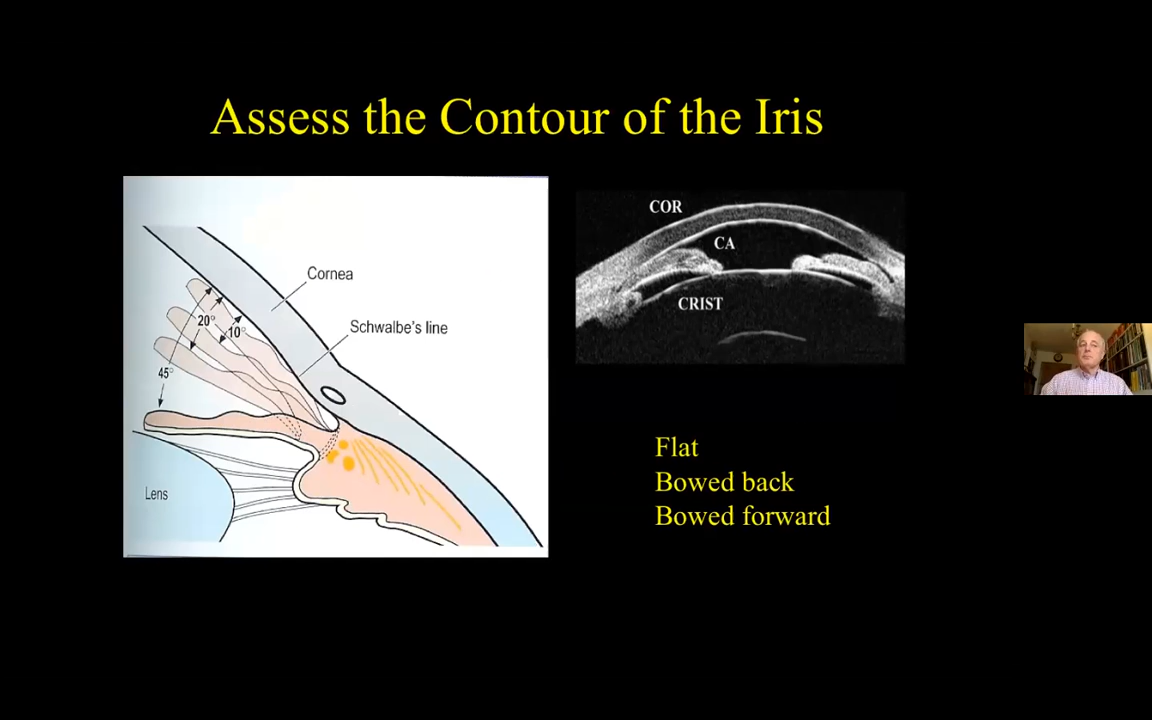 Assess the Contour of the Iris
Cornea
Schwalbe's line
20°
10°
45°
Lens
COR
CA
CRIST
Flat
Bowed back
Bowed forward